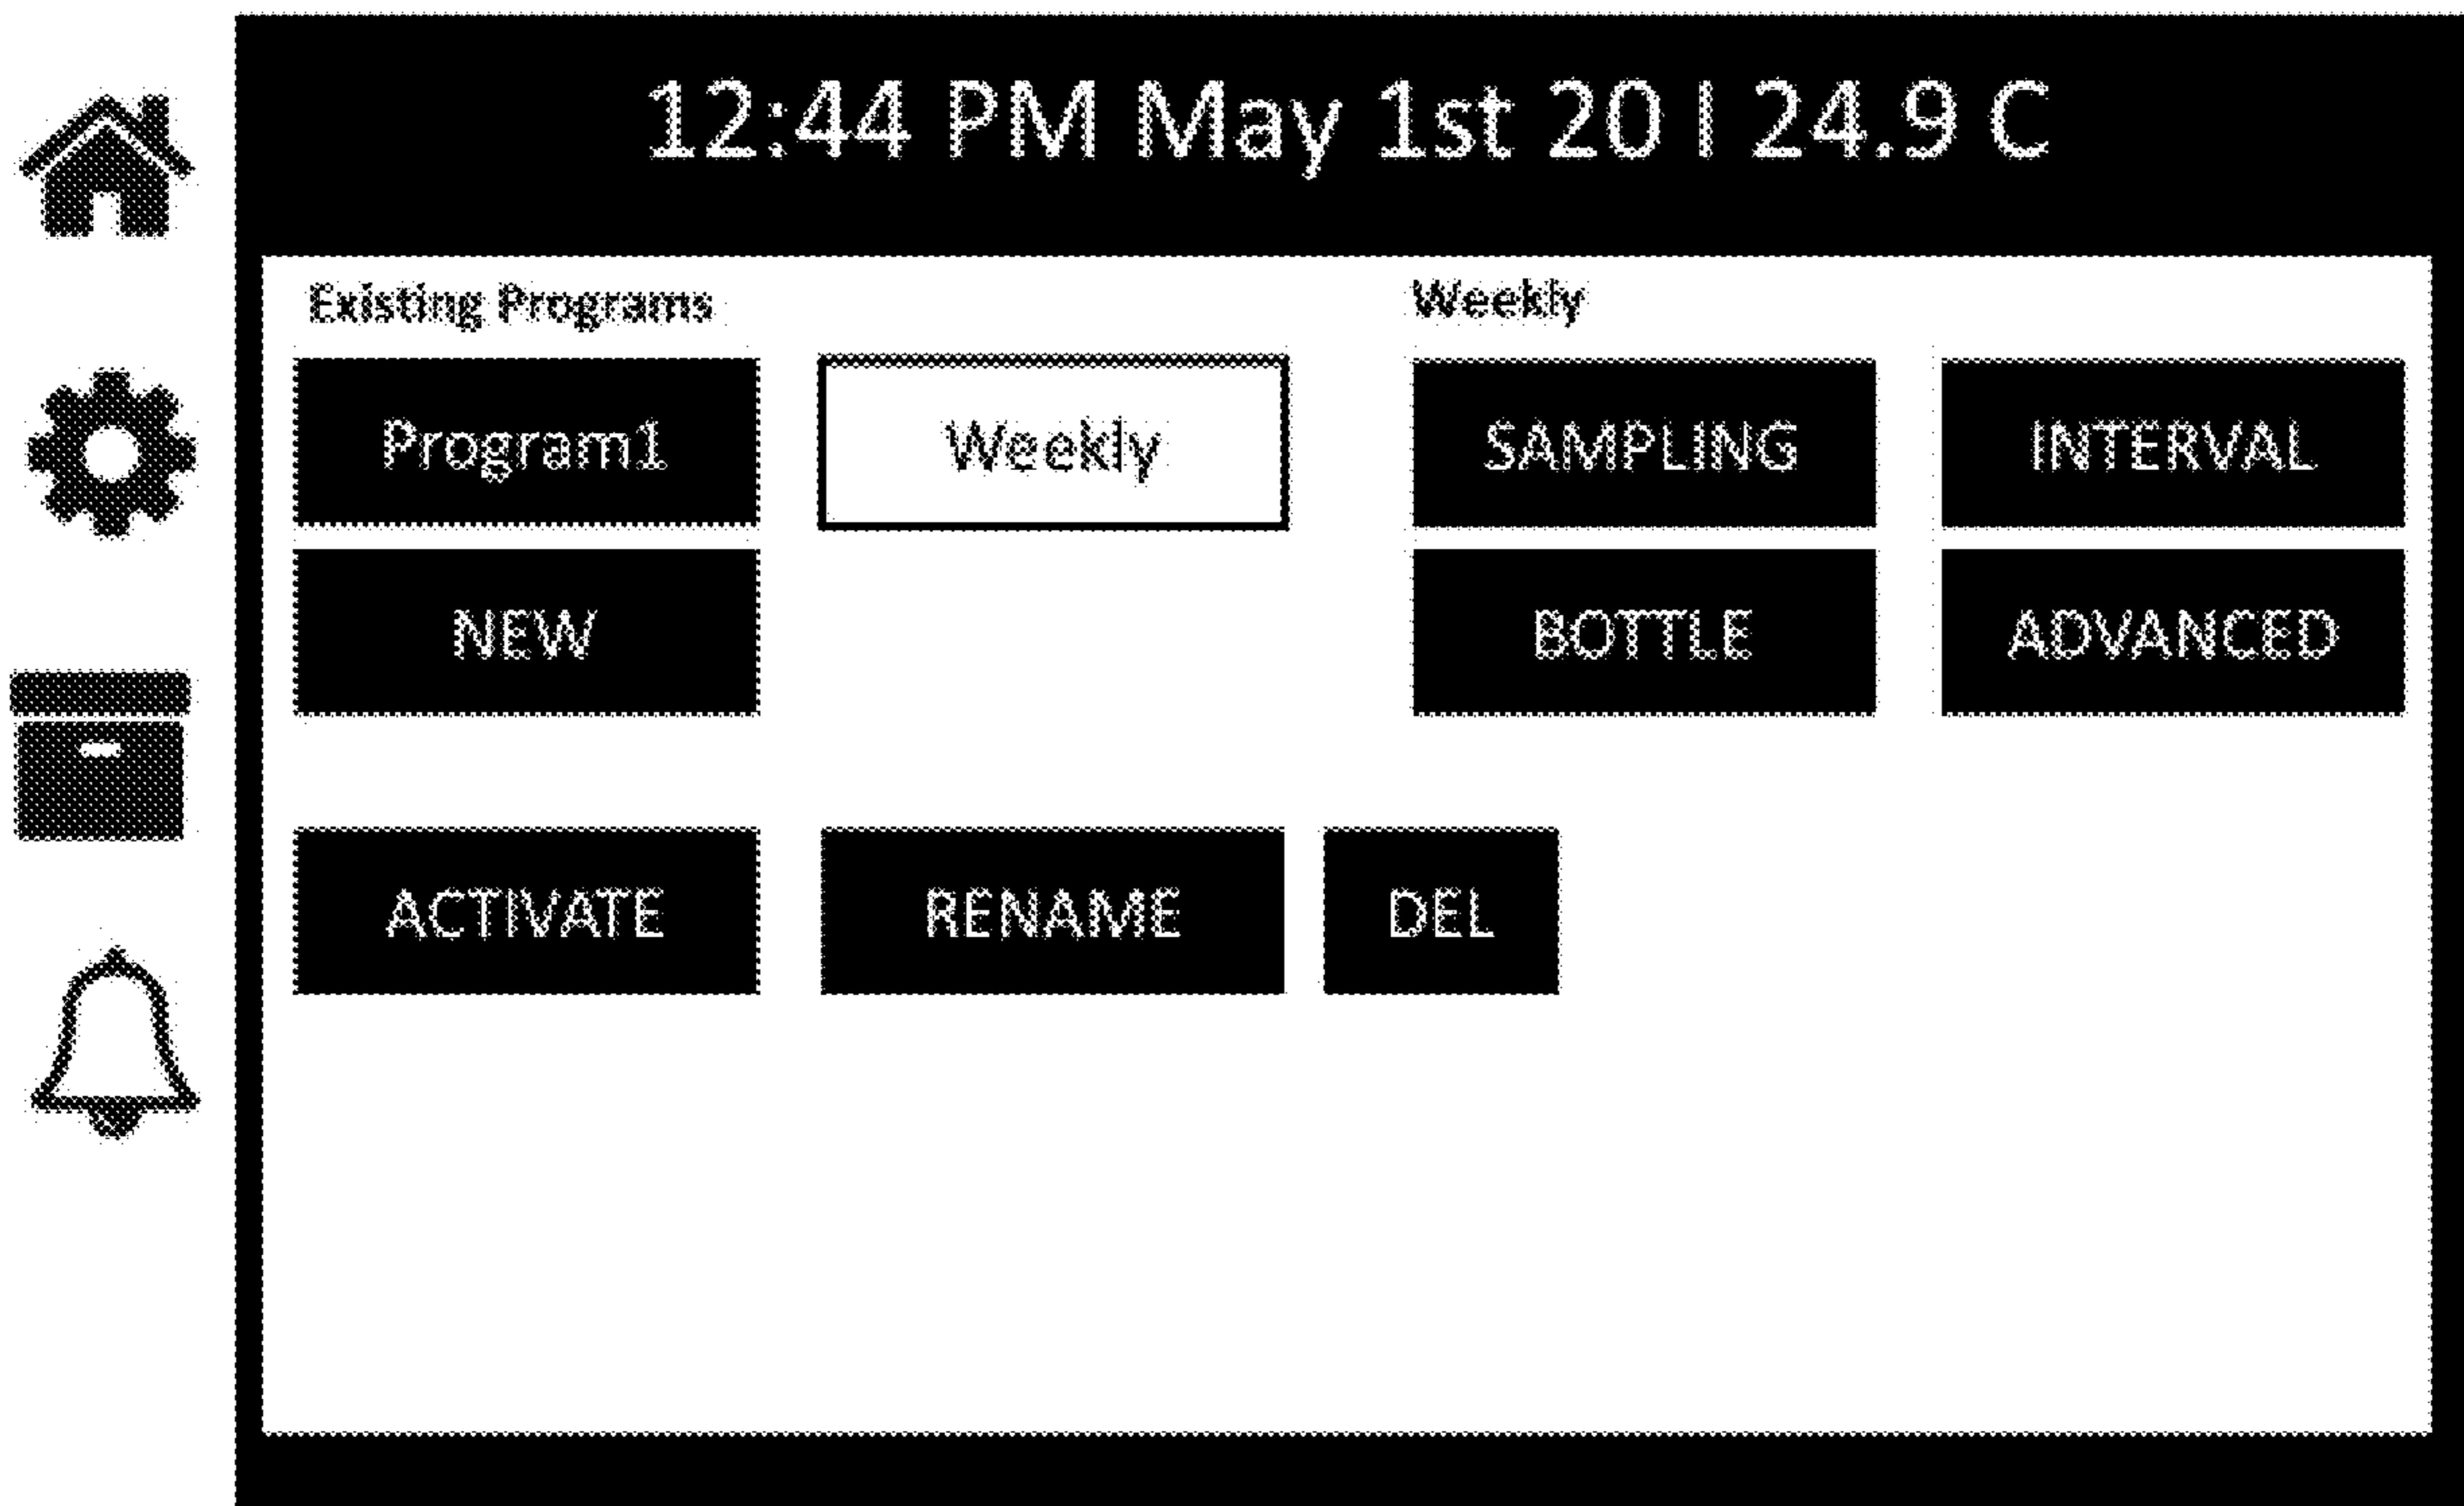 12:44 PM May 1st 20 I 24.9 C
Existing Programs
Weekly
Program1
Weekly
SAMPLING
INTERVAL
NEW
BOTTLE
ADVANCED
ACTIVATE
RENAME
DEL